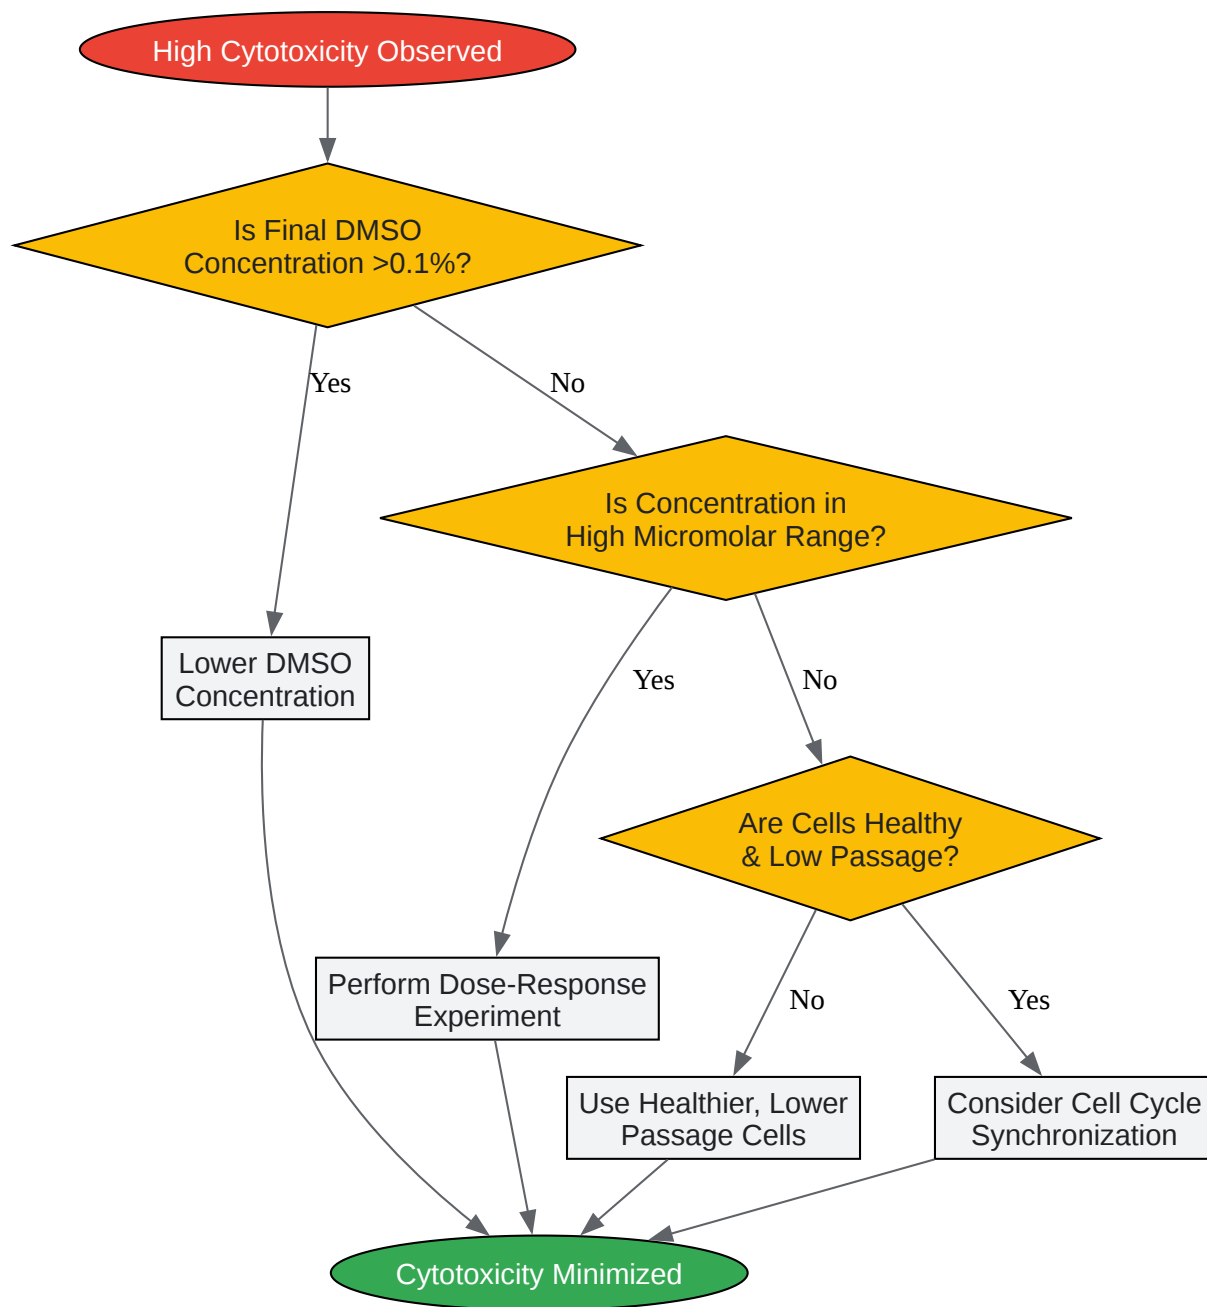 High Cytotoxicity Observed
Is Final DMSO
Concentration >0.1%?
Yes
No
Is Concentration in
High Micromolar Range?
Lower DMSO
Concentration
Yes
No
Are Cells Healthy
& Low Passage?
Perform Dose-Response
Experiment
No
Yes
Use Healthier, Lower
Passage Cells
Consider Cell Cycle
Synchronization
Cytotoxicity Minimized